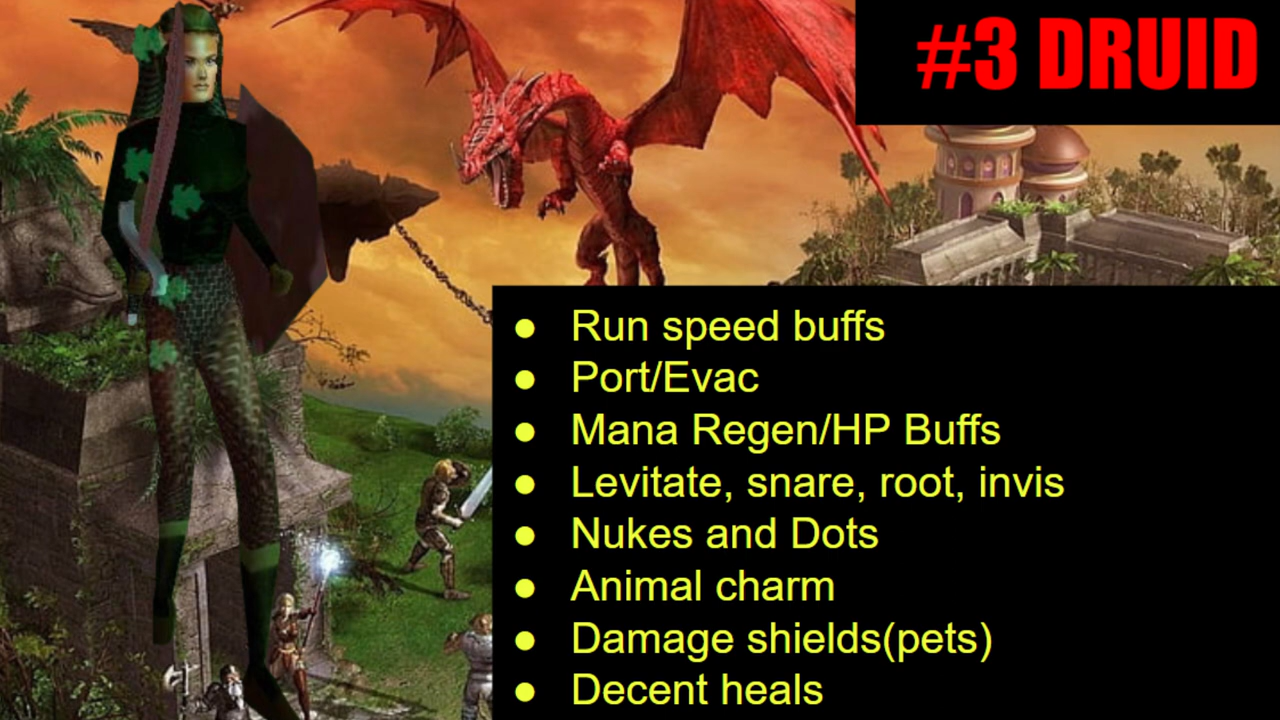 #3 DRUID
● Run speed buffs
● Port/Evac
● Mana Regen/HP Buffs
● Levitate, snare, root, invis
● Nukes and Dots
● Animal charm
● Damage shields(pets)
● Decent heals